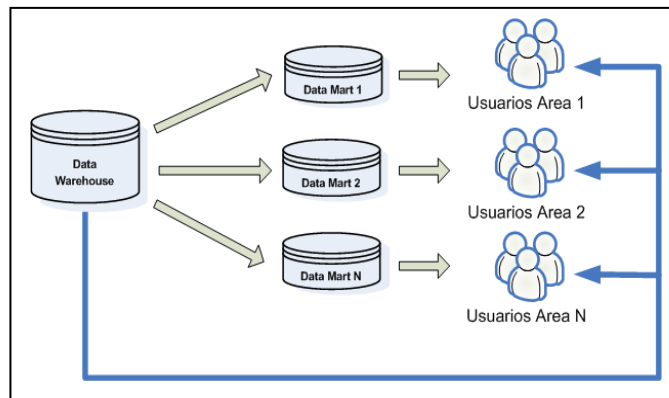 Data Mart 1
Usuarios Area 1
Data
Warehouse
Data Mart 2
Usuarios Area 2
Data Mart N
Usuarios Area N